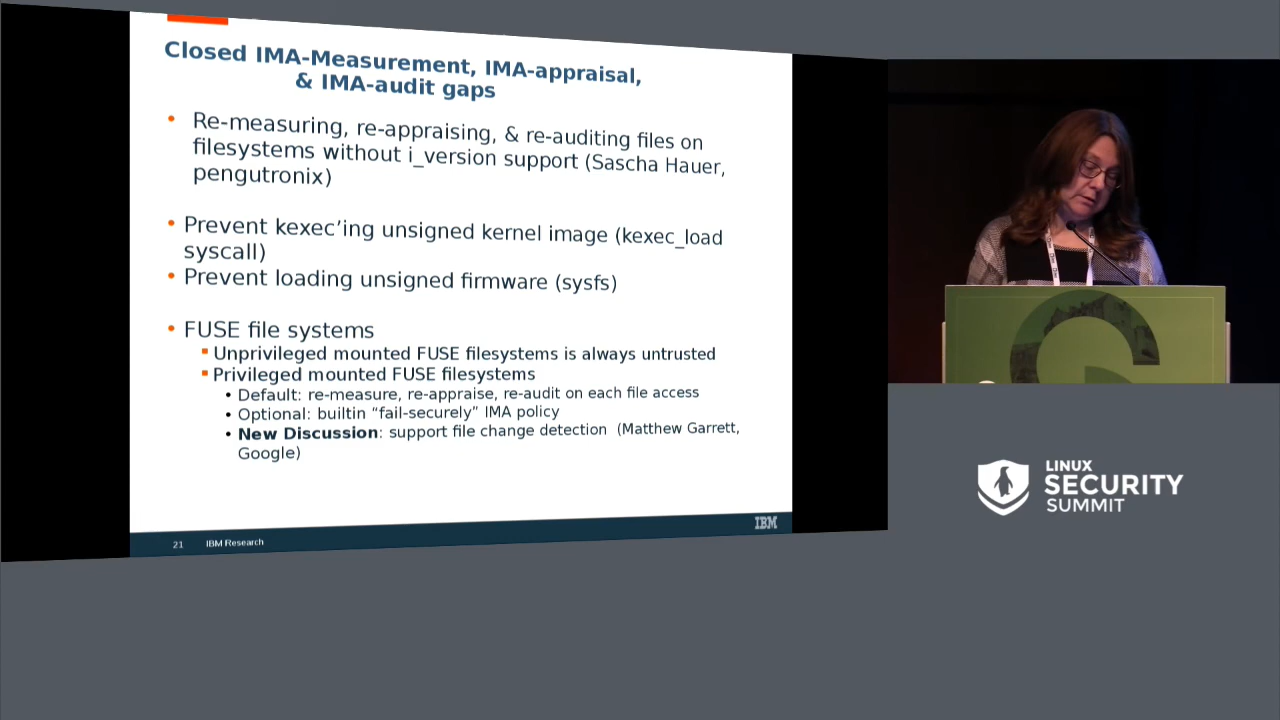 Closed IMA-Measurement, IMA-appraisal,
& IMA-audit gaps
• Re-measuring, re-appraising, & re-auditing files on
filesystems without i_version support (Sascha Hauer,
pengutronix)
• Prevent kexec’ing unsigned kernel image (kexec_load
syscall)
• Prevent loading unsigned firmware (sysfs)
• FUSE file systems
▪ Unprivileged mounted FUSE filesystems is always untrusted
▪ Privileged mounted FUSE filesystems
• Default: re-measure, re-appraise, re-audit on each file access
• Optional: builtin “fail-securely” IMA policy
• New Discussion: support file change detection (Matthew Garrett,
Google)
21 IBM Research
IBM
LINUX
SECURITY
SUMMIT